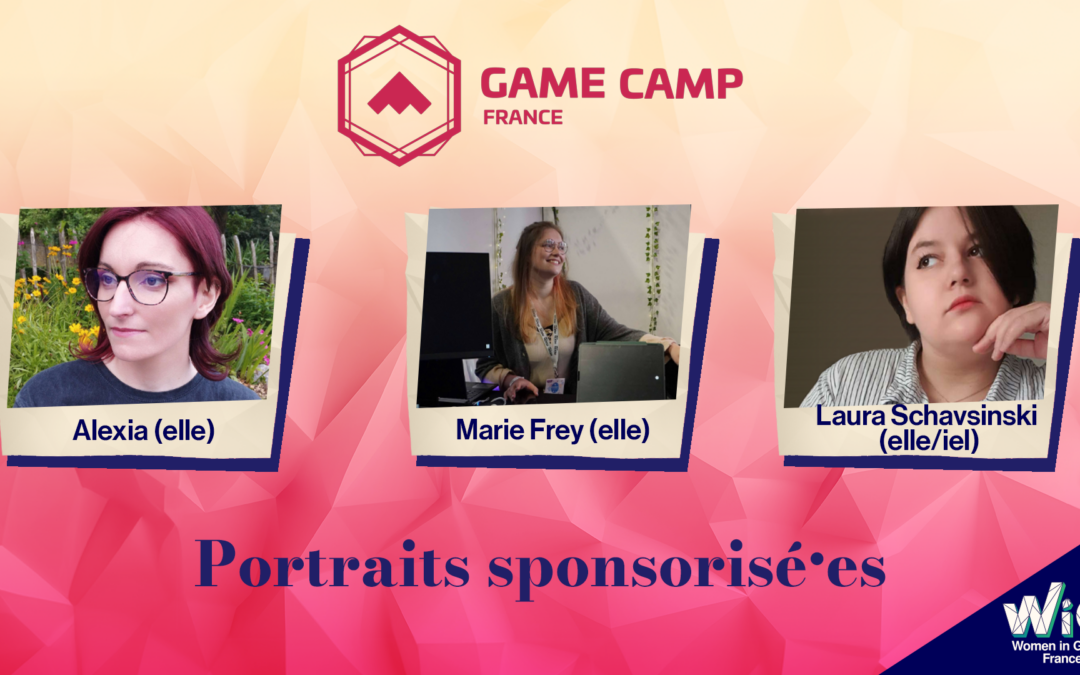 GAME CAMP
FRANCE
Alexia (elle)
Marie Frey (elle)
Laura Schavsinski
(elle/iel)
Portraits sponsorisé·es
Women in G
France